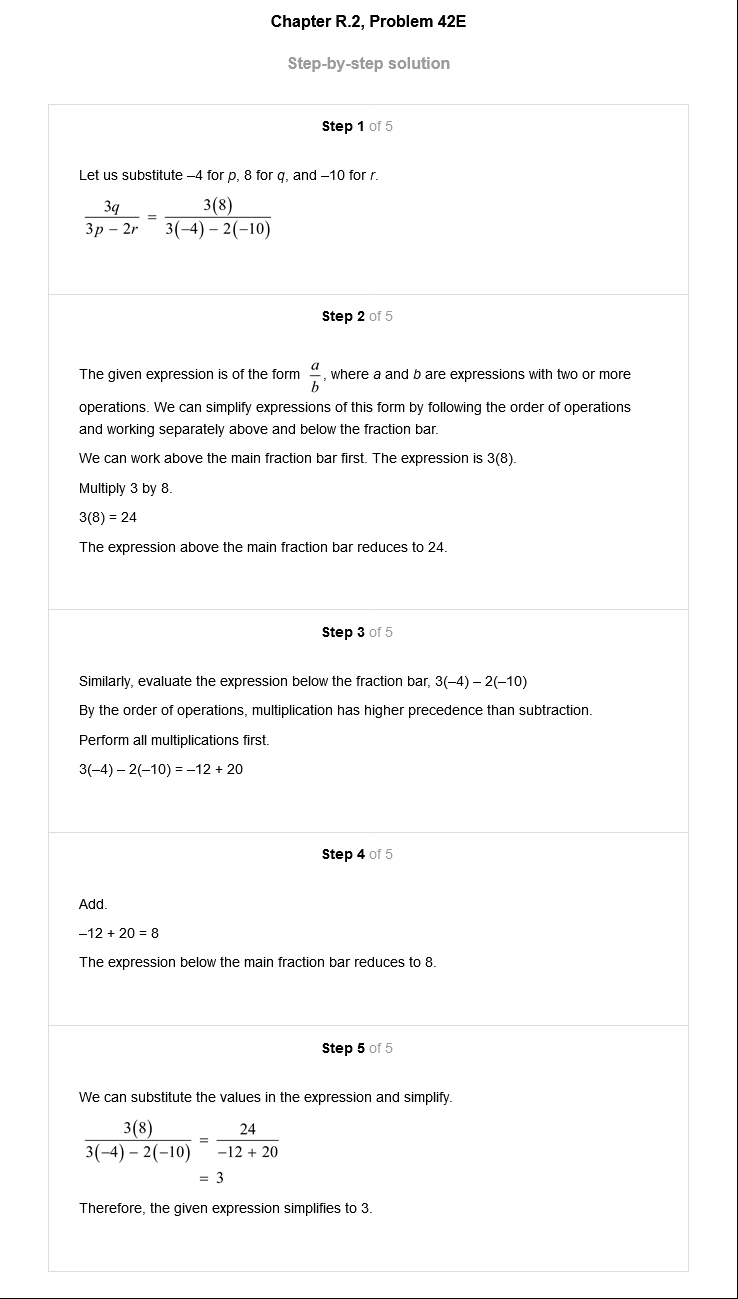 Chapter R.2, Problem 42E
Step-by-step solution
Step 1 of 5
Let us substitute –4 for p, 8 for q, and –10 for r.
3q / 3p – 2r = 3(8) / 3(–4) – 2(–10)
Step 2 of 5
The given expression is of the form a/b, where a and b are expressions with two or more
operations. We can simplify expressions of this form by following the order of operations
and working separately above and below the fraction bar.
We can work above the main fraction bar first. The expression is 3(8).
Multiply 3 by 8.
3(8) = 24
The expression above the main fraction bar reduces to 24.
Step 3 of 5
Similarly, evaluate the expression below the fraction bar, 3(–4) – 2(–10)
By the order of operations, multiplication has higher precedence than subtraction.
Perform all multiplications first.
3(–4) – 2(–10) = –12 + 20
Step 4 of 5
Add.
–12 + 20 = 8
The expression below the main fraction bar reduces to 8.
Step 5 of 5
We can substitute the values in the expression and simplify.
3(8) / 3(–4) – 2(–10) = 24 / –12 + 20
= 3
Therefore, the given expression simplifies to 3.